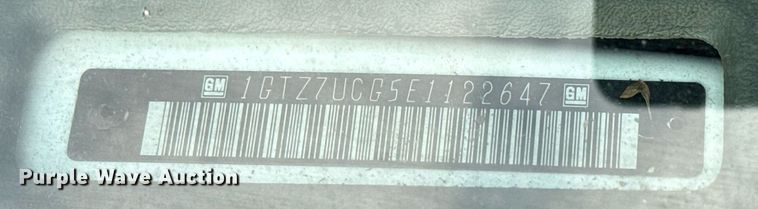 GM 1GTZ7UCG5E1122647 GM
Purple Wave Auction